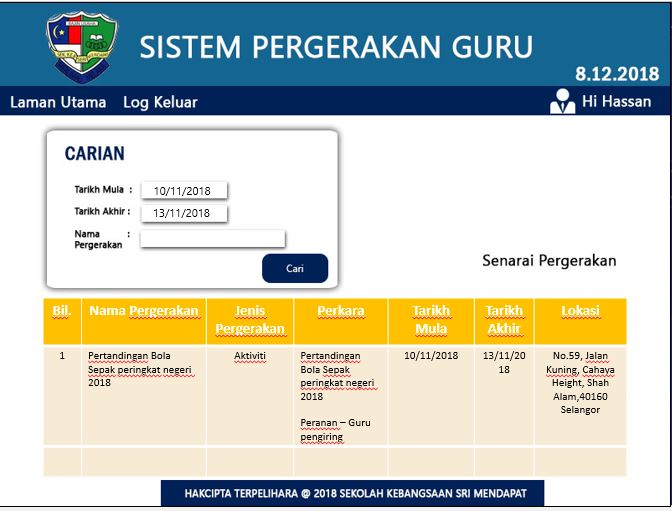 SISTEM PERGERAKAN GURU
8.12.2018
Laman Utama Log Keluar
Hi Hassan
CARIAN
Tarikh Mula : 10/11/2018
Tarikh Akhir : 13/11/2018
Nama :
Pergerakan
Cari
Senarai Pergerakan
Bil. Nama Pergerakan Jenis Perkara Tarikh Tarikh Lokasi
Pergerakan Mula Akhir
1 Pertandingan Bola Aktiviti Pertandingan 10/11/2018 13/11/20 No.59, Jalan
Sepak peringkat negeri Bola Sepak 18 Kuning, Cahaya
2018 peringkat negeri Height, Shah
2018 Alam,40160
Selangor
Peranan – Guru
pengiring
HAKCIPTA TERPELIHARA @ 2018 SEKOLAH KEBANGSAAN SRI MENDAPAT